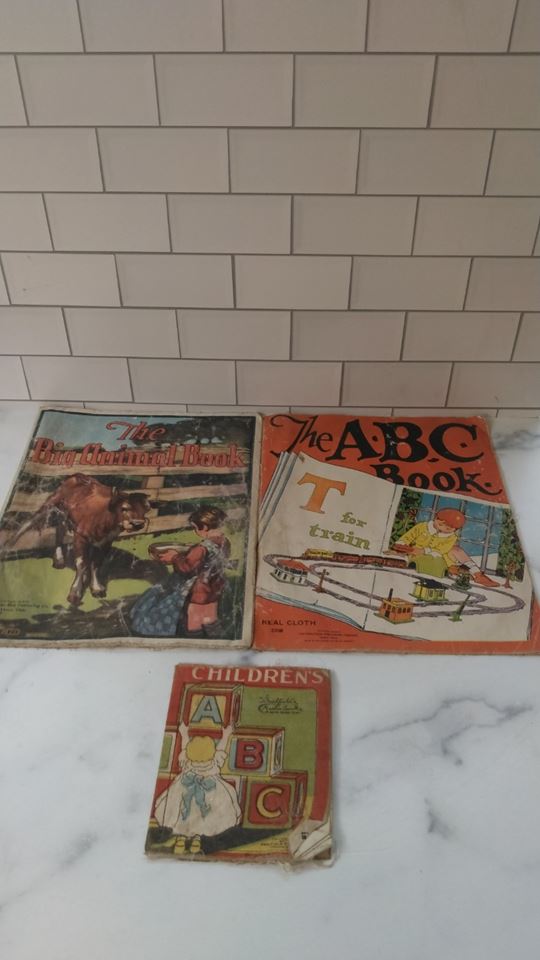 The
Big Animal Book
The A·B·C
Book.
T
for
train
REAL CLOTH
CHILDREN'S
A
B
C